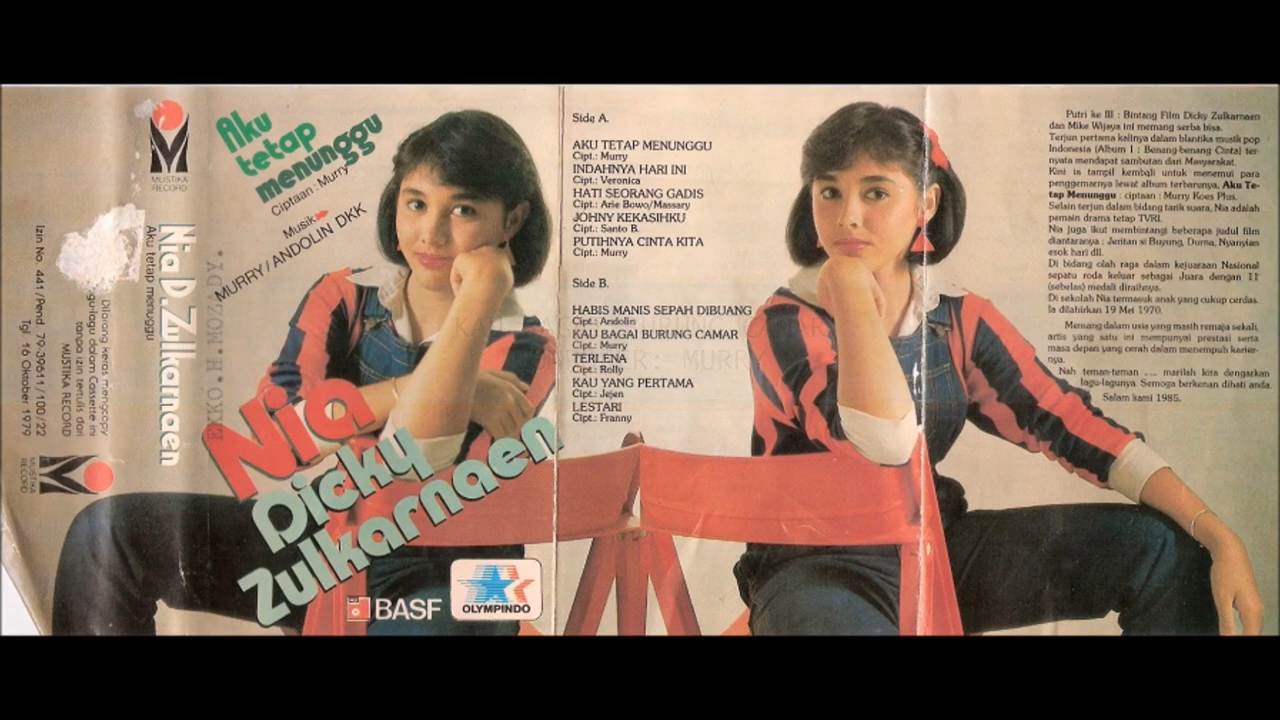 MUSTIKA
RECORD
Nia D. Zulkarnaen
Aku tetap menuggu
Dilarang keras mengcopy
gu-lagu dalam Cassette ini
tanpa izin tertulis dari
MUSTIKA RECORD
Izin No. 441/Pend. 79-39611/100/22
Tgl. 16 Oktober 1979
MUSTIKA
RECORD
Aku
tetap
menunggu
Ciptaan : Murry
Musik
MURRY/ANDOLIN DKK
EKKO.H.MOZADY.
Nia
Dicky
Zulkarnaen
BASF
OLYMPINDO
Side A.
AKU TETAP MENUNGGU
Cipt.: Murry
INDAHNYA HARI INI
Cipt.: Veronica
HATI SEORANG GADIS
Cipt.: Arie Bowo/Massary
JOHNY KEKASIHKU
Cipt.: Santo B.
PUTIHNYA CINTA KITA
Cipt.: Murry
Side B.
HABIS MANIS SEPAH DIBUANG
Cipt.: Andolin
KAU BAGAI BURUNG CAMAR
Cipt.: Murry
TERLENA
Cipt.: Rolly
KAU YANG PERTAMA
Cipt.: Jejen
LESTARI
Cipt.: Franny
MURRY
Putri ke III : Bintang Film Dicky Zulkarnaen
dan Mike Wijaya ini memang serba bisa.
Terjun pertama kalinya dalam blantika musik pop
Indonesia (Album I : Benang-benang Cinta) ter-
nyata mendapat sambutan dari Masyarakat.
Kini ia tampil kembali untuk menemui para
penggemarnya lewat album terbarunya, Aku Te-
tap Menunggu : ciptaan : Murry Koes Plus.
Selain terjun dalam bidang tarik suara, Nia adalah
pemain drama tetap TVRI.
Nia juga ikut membintangi beberapa judul film
diantaranya : Jeritan si Buyung, Durna, Nyanyian
esok hari dll.
Di bidang olah raga dalam kejuaraan Nasional
sepatu roda keluar sebagai Juara dengan 11
(sebelas) medali diraihnya.
Di sekolah Nia termasuk anak yang cukup cerdas.
Ia dilahirkan 19 Mei 1970.
Memang dalam usia yang masih remaja sekali,
artis yang satu ini mempunyai prestasi serta
masa depan yang cerah dalam menempuh karier-
nya.
Nah teman-teman .... marilah kita dengarkan
lagu-lagunya. Semoga berkenan dihati anda.
Salam kami 1985.